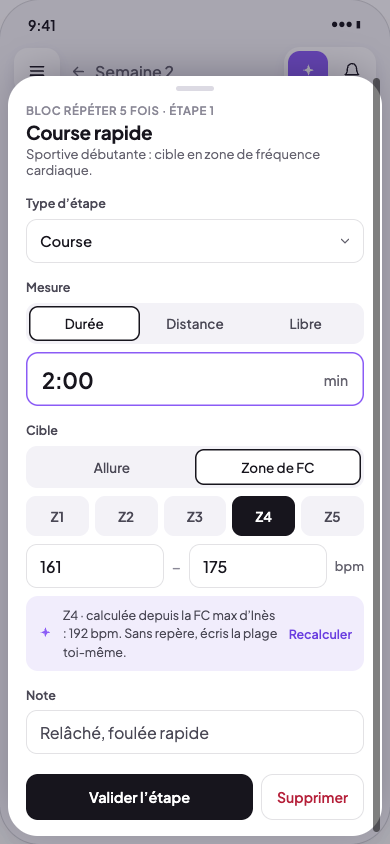 9:41
← Semaine 2
BLOC RÉPÉTER 5 FOIS · ÉTAPE 1
Course rapide
Sportive débutante : cible en zone de fréquence
cardiaque.
Type d'étape
Course
Mesure
Durée Distance Libre
2:00 min
Cible
Allure Zone de FC
Z1 Z2 Z3 Z4 Z5
161 – 175 bpm
Z4 · calculée depuis la FC max d'Inès
: 192 bpm. Sans repère, écris la plage
toi-même.
Recalculer
Note
Relâché, foulée rapide
Valider l'étape Supprimer